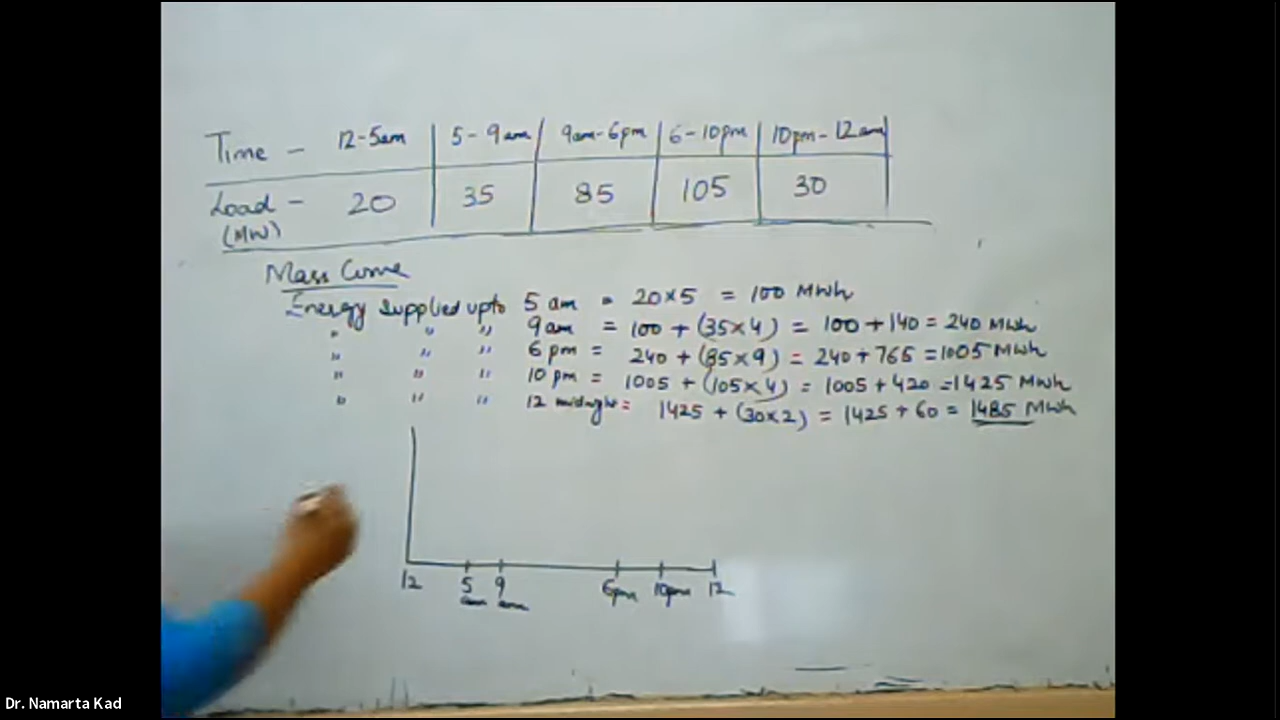 Time - 12-5am 5-9am 9am-6pm 6-10pm 10pm-12am
Load - 20 35 85 105 30
(MW)
Mass Curve
Energy Supplied upto 5 am = 20×5 = 100 MWh
" " " 9am = 100 + (35×4) = 100 + 140 = 240 MWh
" " " 6 pm = 240 + (85×9) = 240 + 765 = 1005 MWh
" " " 10 pm = 1005 + (105×4) = 1005 + 420 = 1425 MWh
" " " 12 midnight = 1425 + (30×2) = 1425 + 60 = 1485 MWh
12 5 am 9 am 6pm 10pm 12
Dr. Namarta Kad